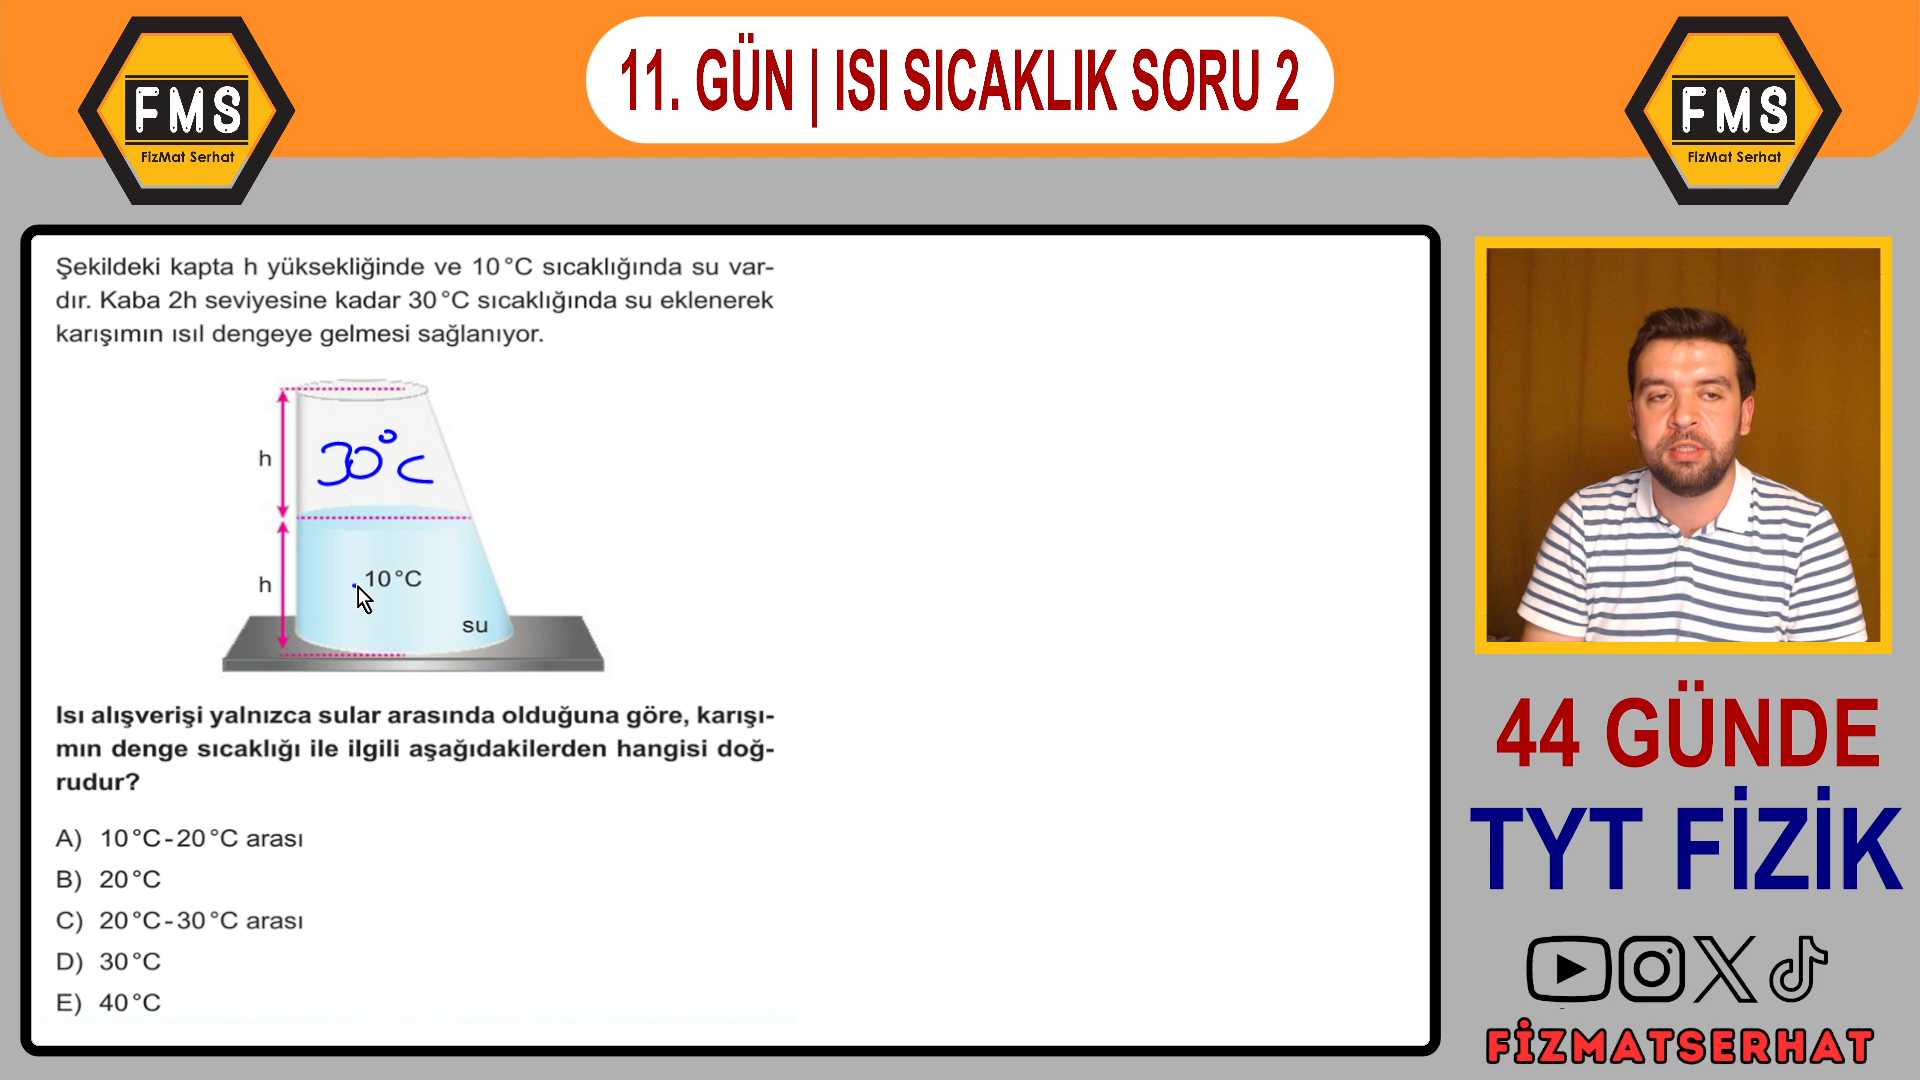 FMS
FizMat Serhat
11. GÜN | ISI SICAKLIK SORU 2
FMS
FizMat Serhat
Şekildeki kapta h yüksekliğinde ve 10 °C sıcaklığında su var-
dır. Kaba 2h seviyesine kadar 30 °C sıcaklığında su eklenerek
karışımın ısıl dengeye gelmesi sağlanıyor.
h
30°C
h
10 °C
su
Isı alışverişi yalnızca sular arasında olduğuna göre, karışı-
mın denge sıcaklığı ile ilgili aşağıdakilerden hangisi doğ-
rudur?
A) 10 °C - 20 °C arası
B) 20 °C
C) 20 °C - 30 °C arası
D) 30 °C
E) 40 °C
44 GÜNDE
TYT FİZİK
FİZMATSERHAT